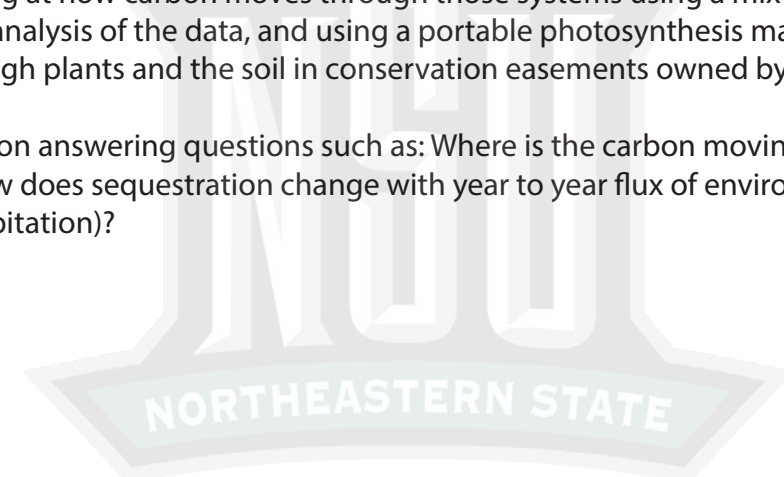 at how carbon moves through those systems using a mix
analysis of the data, and using a portable photosynthesis ma
gh plants and the soil in conservation easements owned by
on answering questions such as: Where is the carbon movin
w does sequestration change with year to year flux of enviro
pitation)?
NSU
NORTHEASTERN STATE